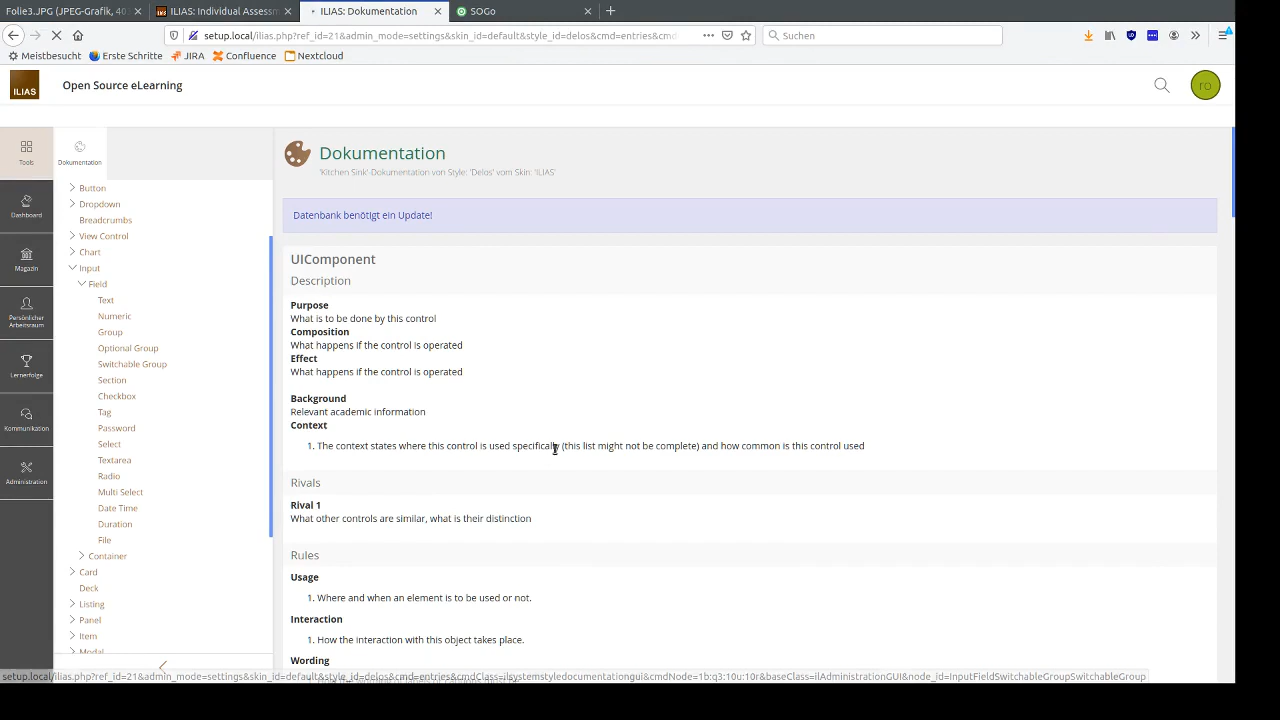 Folie3.JPG (JPEG-Grafik, 40
ILIAS: Individual Assessm
ILIAS: Dokumentation
SOGo
setup.local/ilias.php?ref_id=21&admin_mode=settings&skin_id=default&style_id=delos&cmd=entries&cmd
Suchen
Meistbesucht
Erste Schritte
JIRA
Confluence
Nextcloud
ILIAS
Open Source eLearning
ro
Tools
Dashboard
Magazin
Persönlicher
Arbeitsraum
Lernerfolge
Kommunikation
Administration
Dokumentation
Button
Dropdown
Breadcrumbs
View Control
Chart
Input
Field
Text
Numeric
Group
Optional Group
Switchable Group
Section
Checkbox
Tag
Password
Select
Textarea
Radio
Multi Select
Date Time
Duration
File
Container
Card
Deck
Listing
Panel
Item
Modal
Dokumentation
'Kitchen Sink'-Dokumentation von Style: 'Delos' vom Skin: 'ILIAS'
Datenbank benötigt ein Update!
UIComponent
Description
Purpose
What is to be done by this control
Composition
What happens if the control is operated
Effect
What happens if the control is operated
Background
Relevant academic information
Context
1. The context states where this control is used specifically (this list might not be complete) and how common is this control used
Rivals
Rival 1
What other controls are similar, what is their distinction
Rules
Usage
1. Where and when an element is to be used or not.
Interaction
1. How the interaction with this object takes place.
Wording
setup.local/ilias.php?ref_id=21&admin_mode=settings&skin_id=default&style_id=delos&cmd=entries&cmdClass=ilsystemstyledocumentationgui&cmdNode=1b:q3:10u:10r&baseClass=ilAdministrationGUI&node_id=InputFieldSwitchableGroupSwitchableGroup